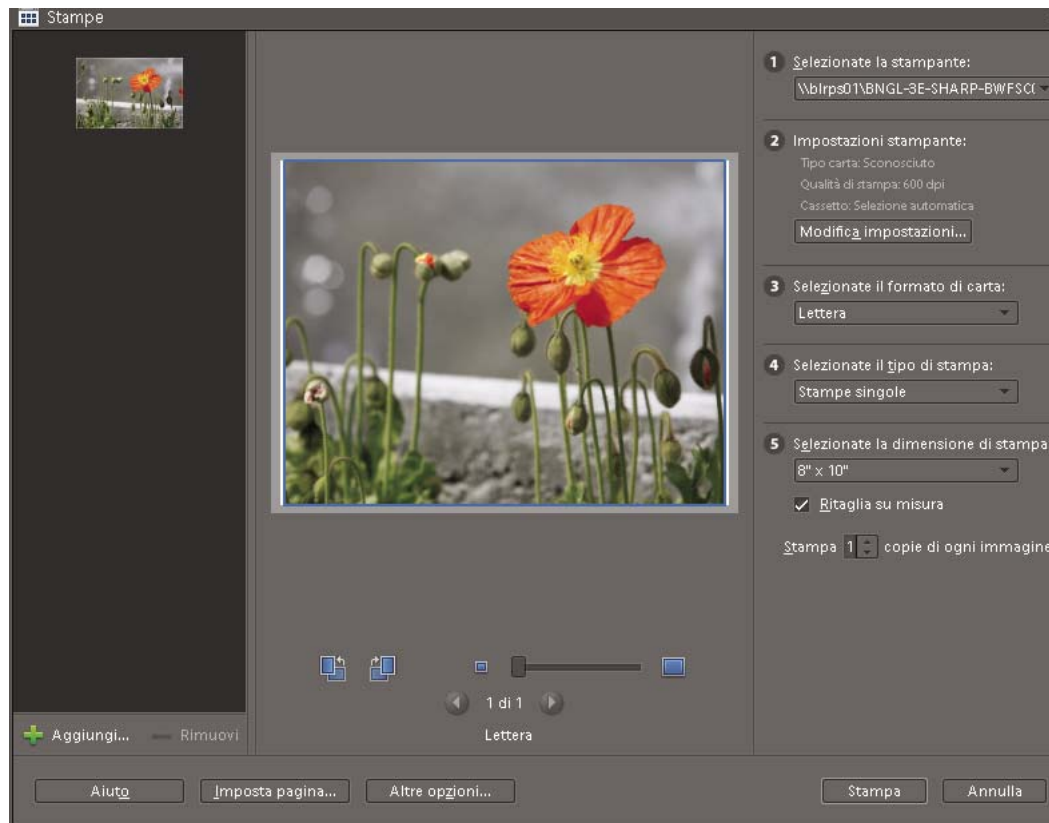 Stampe
1 Selezionate la stampante:
\\blrps01\BNGL-3E-SHARP-BWFSC(
2 Impostazioni stampante:
Tipo carta: Sconosciuto
Qualità di stampa: 600 dpi
Cassetto: Selezione automatica
Modifica impostazioni...
3 Selezionate il formato di carta:
Lettera
4 Selezionate il tipo di stampa:
Stampe singole
5 Selezionate la dimensione di stampa
8" x 10"
Ritaglia su misura
Stampa 1 copie di ogni immagine
1 di 1
Lettera
Aggiungi... Rimuovi
Aiuto Imposta pagina... Altre opzioni... Stampa Annulla